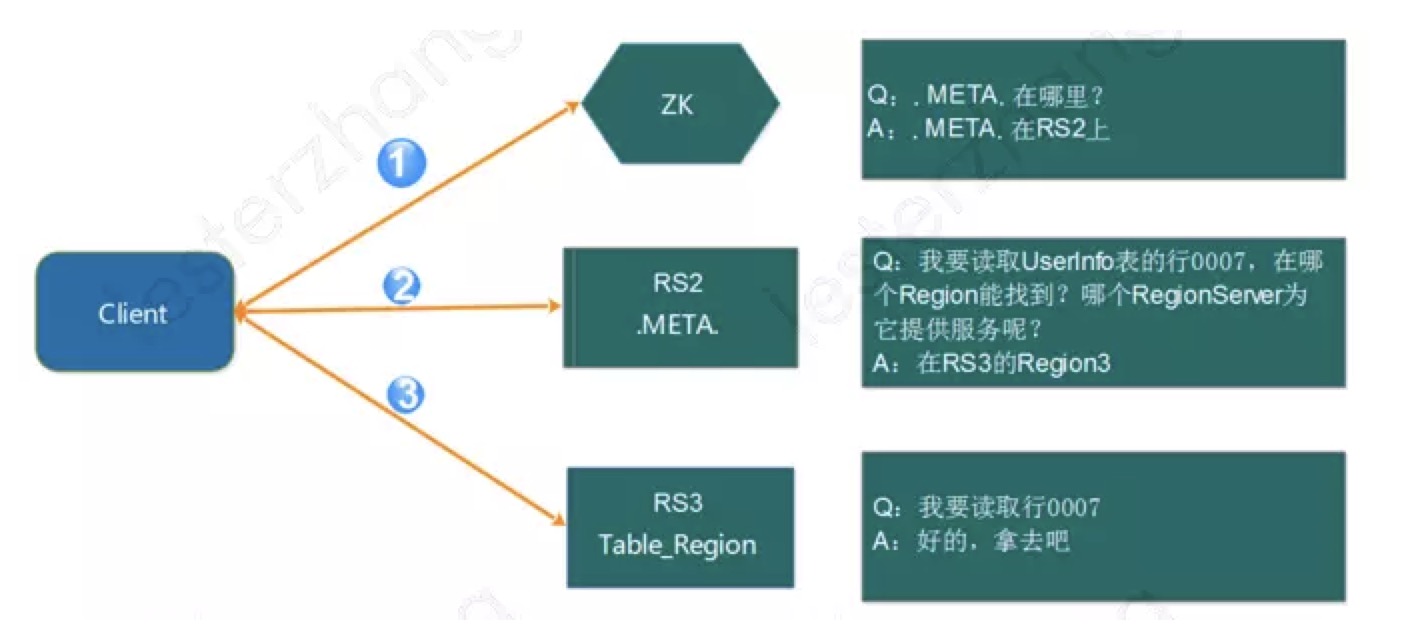 ZK
Q：.META.在哪里？
A：.META.在RS2上
1
Client
2
RS2
.META.
Q：我要读取UserInfo表的行0007，在哪
个Region能找到？哪个RegionServer为
它提供服务呢？
A：在RS3的Region3
3
RS3
Table_Region
Q：我要读取行0007
A：好的，拿去吧
jesterzhang
jesterzhang